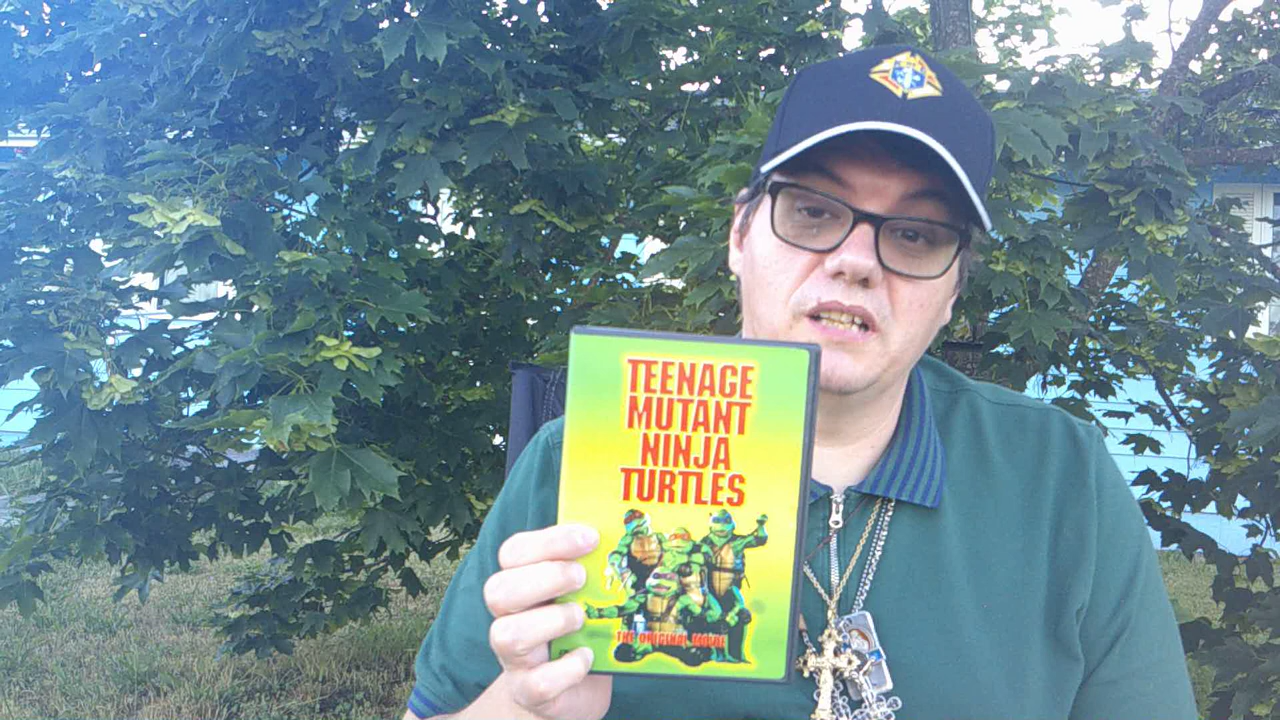 TEENAGE
MUTANT
NINJA
TURTLES
THE ORIGINAL MOVIE